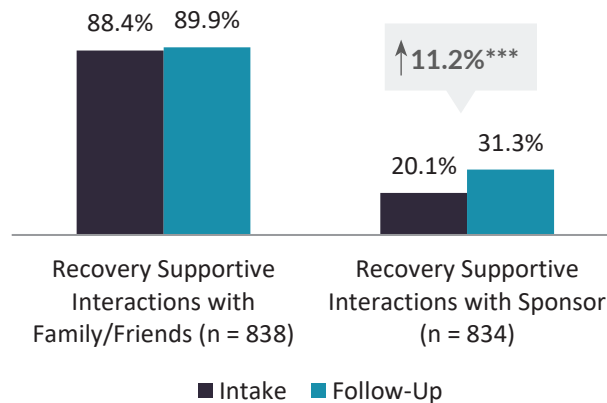 88.4% 89.9%
↑11.2%***
20.1% 31.3%
Recovery Supportive
Interactions with
Family/Friends (n = 838)
Recovery Supportive
Interactions with Sponsor
(n = 834)
Intake Follow-Up